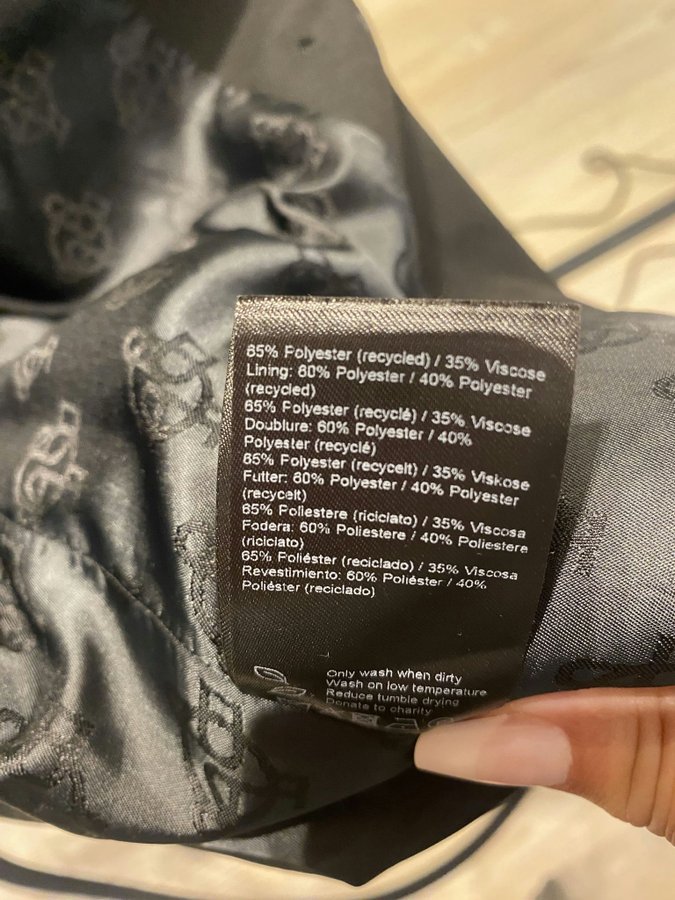 65% Polyester (recycled) / 35% Viscose
Lining: 60% Polyester / 40% Polyester
(recycled)
65% Polyester (recyclé) / 35% Viscose
Doublure: 60% Polyester / 40%
Polyester (recyclé)
65% Polyester (recycelt) / 35% Viskose
Futter: 60% Polyester / 40% Polyester
(recycelt)
65% Poliestere (riciclato) / 35% Viscosa
Fodera: 60% Poliestere / 40% Poliestere
(riciclato)
65% Poliéster (reciclado) / 35% Viscosa
Revestimiento: 60% Poliéster / 40%
Poliéster (reciclado)
Only wash when dirty
Wash on low temperature
Reduce tumble drying
Donate to charity